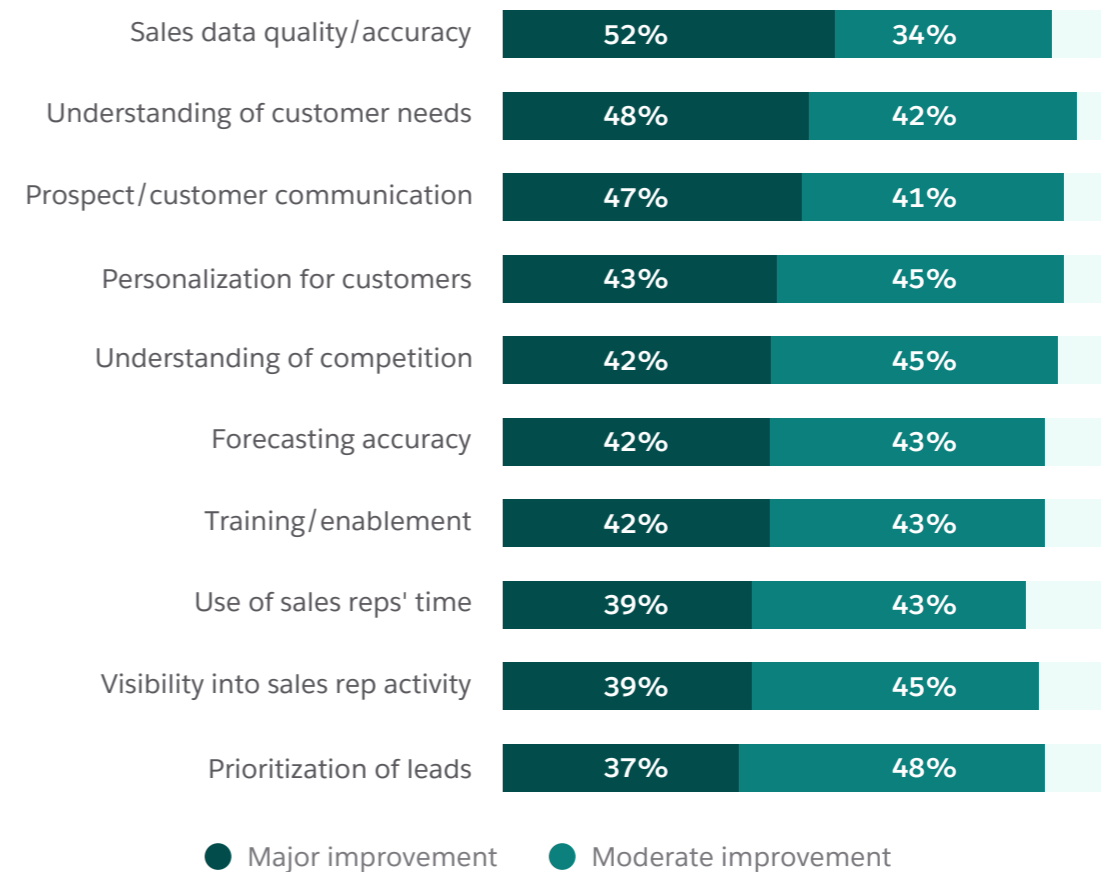 Sales data quality/accuracy 52% 34%
Understanding of customer needs 48% 42%
Prospect/customer communication 47% 41%
Personalization for customers 43% 45%
Understanding of competition 42% 45%
Forecasting accuracy 42% 43%
Training/enablement 42% 43%
Use of sales reps' time 39% 43%
Visibility into sales rep activity 39% 45%
Prioritization of leads 37% 48%
Major improvement Moderate improvement